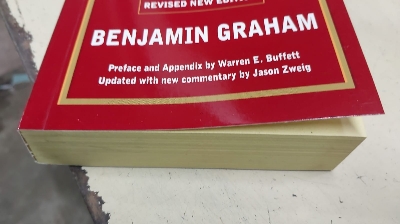 REVISED NEW EDITION
BENJAMIN GRAHAM
Preface and Appendix by Warren E. Buffett
Updated with new commentary by Jason Zweig